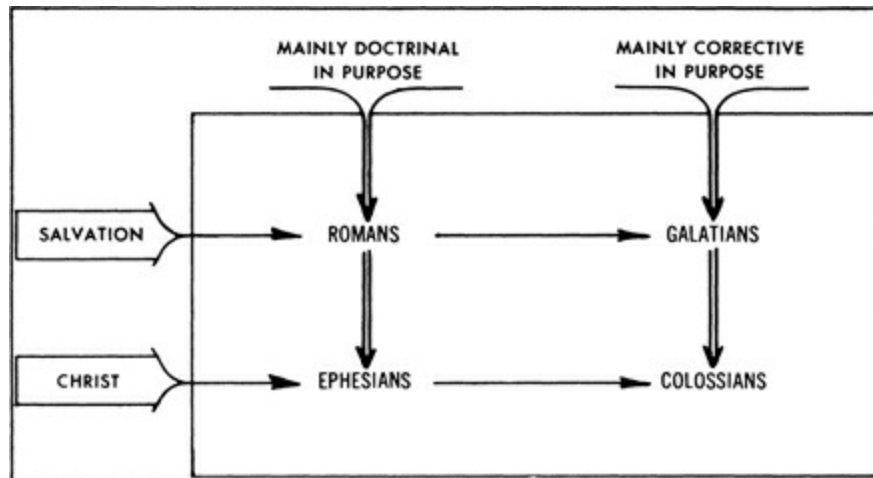 MAINLY DOCTRINAL
IN PURPOSE
MAINLY CORRECTIVE
IN PURPOSE
SALVATION
ROMANS
GALATIANS
CHRIST
EPHESIANS
COLOSSIANS